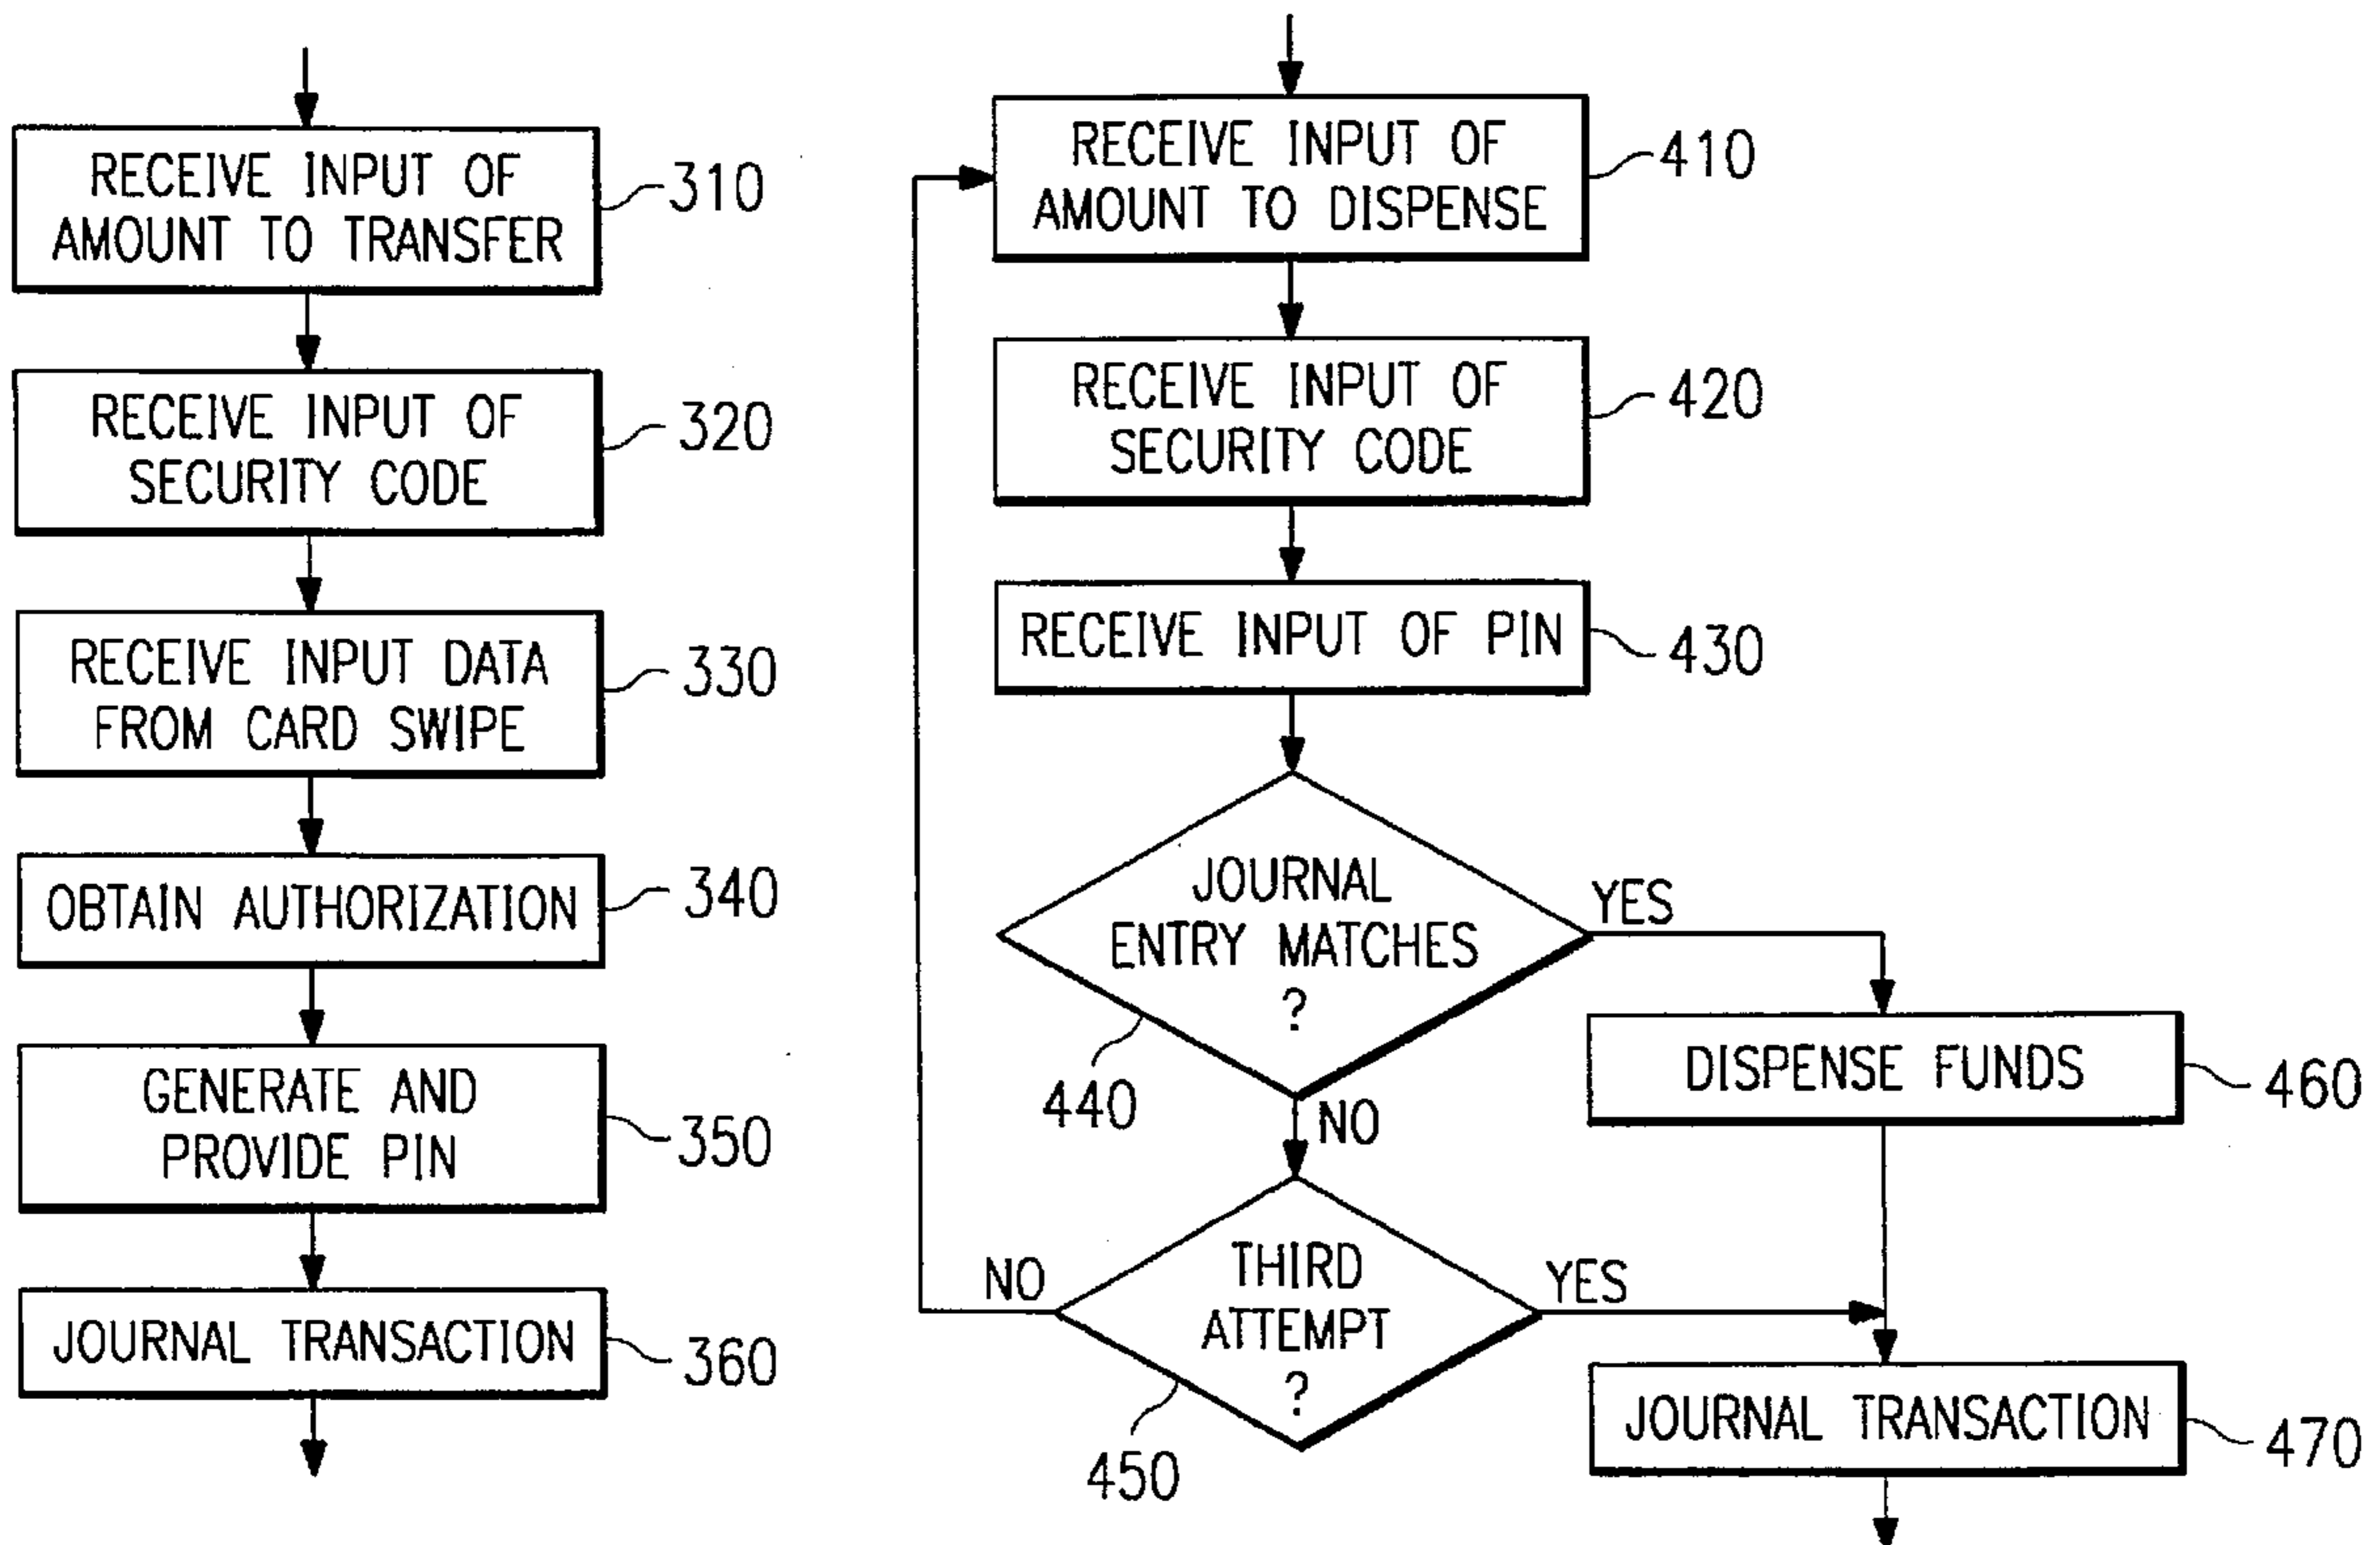 RECEIVE INPUT OF
AMOUNT TO TRANSFER
310
RECEIVE INPUT OF
SECURITY CODE
320
RECEIVE INPUT DATA
FROM CARD SWIPE
330
OBTAIN AUTHORIZATION
340
GENERATE AND
PROVIDE PIN
350
JOURNAL TRANSACTION
360
RECEIVE INPUT OF
AMOUNT TO DISPENSE
410
RECEIVE INPUT OF
SECURITY CODE
420
RECEIVE INPUT OF PIN
430
JOURNAL
ENTRY MATCHES
?
440
YES
NO
DISPENSE FUNDS
460
THIRD
ATTEMPT
?
450
NO
YES
JOURNAL TRANSACTION
470